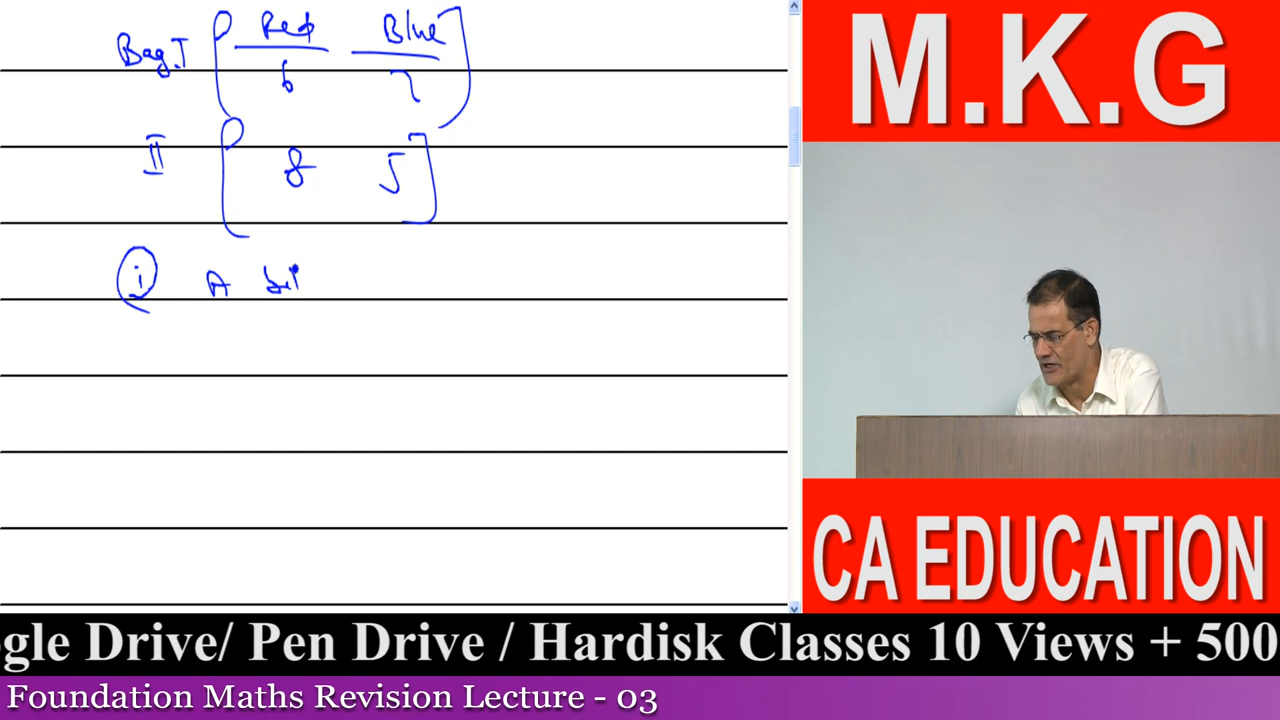 Red Blue
Bag.I 6 7
II 8 5
i A
M.K.G
CA EDUCATION
gle Drive/ Pen Drive / Hardisk Classes 10 Views + 500
Foundation Maths Revision Lecture - 03